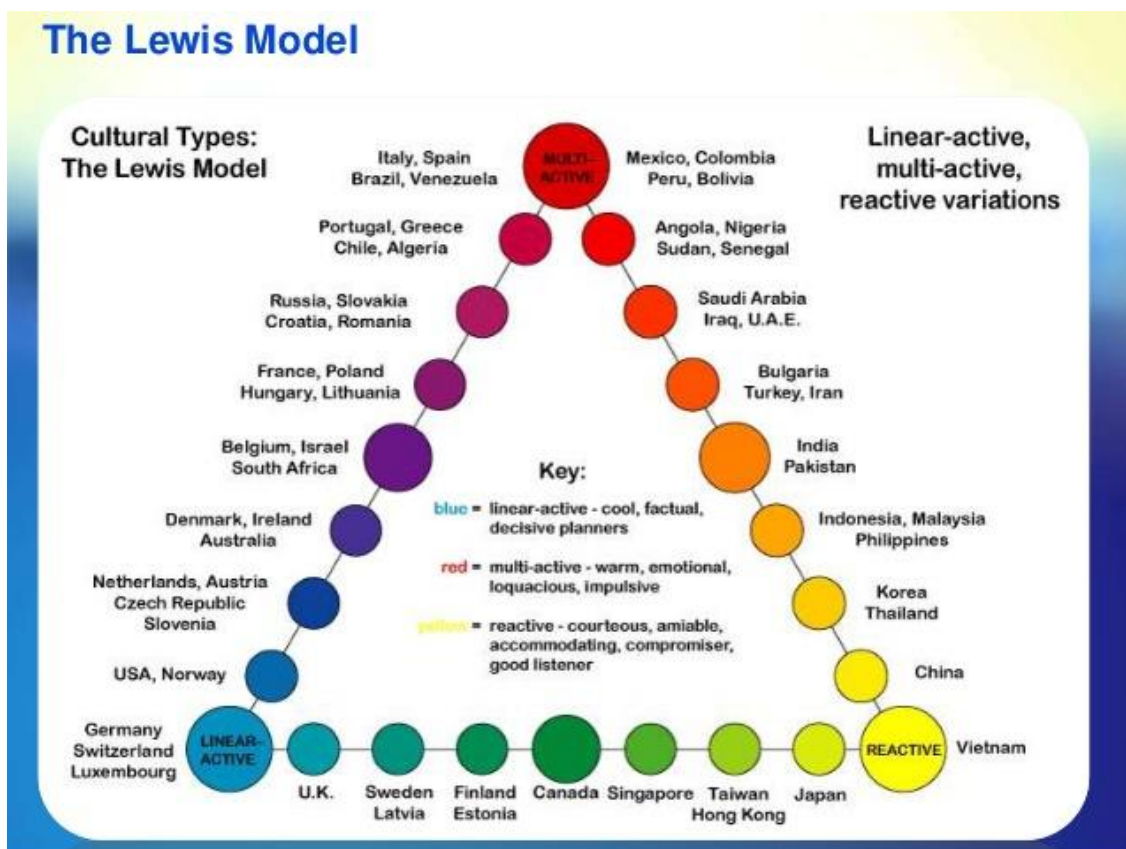 The Lewis Model
Cultural Types:
The Lewis Model
Linear-active,
multi-active,
reactive variations
MULTI-
ACTIVE
Italy, Spain
Brazil, Venezuela
Mexico, Colombia
Peru, Bolivia
Portugal, Greece
Chile, Algeria
Angola, Nigeria
Sudan, Senegal
Russia, Slovakia
Croatia, Romania
Saudi Arabia
Iraq, U.A.E.
France, Poland
Hungary, Lithuania
Bulgaria
Turkey, Iran
Belgium, Israel
South Africa
India
Pakistan
Denmark, Ireland
Australia
Indonesia, Malaysia
Philippines
Netherlands, Austria
Czech Republic
Slovenia
Korea
Thailand
USA, Norway
China
Key:
blue = linear-active - cool, factual,
decisive planners
red = multi-active - warm, emotional,
loquacious, impulsive
yellow = reactive - courteous, amiable,
accommodating, compromiser,
good listener
Germany
Switzerland
Luxembourg
LINEAR-
ACTIVE
REACTIVE
Vietnam
U.K.
Sweden
Latvia
Finland
Estonia
Canada
Singapore
Taiwan
Hong Kong
Japan